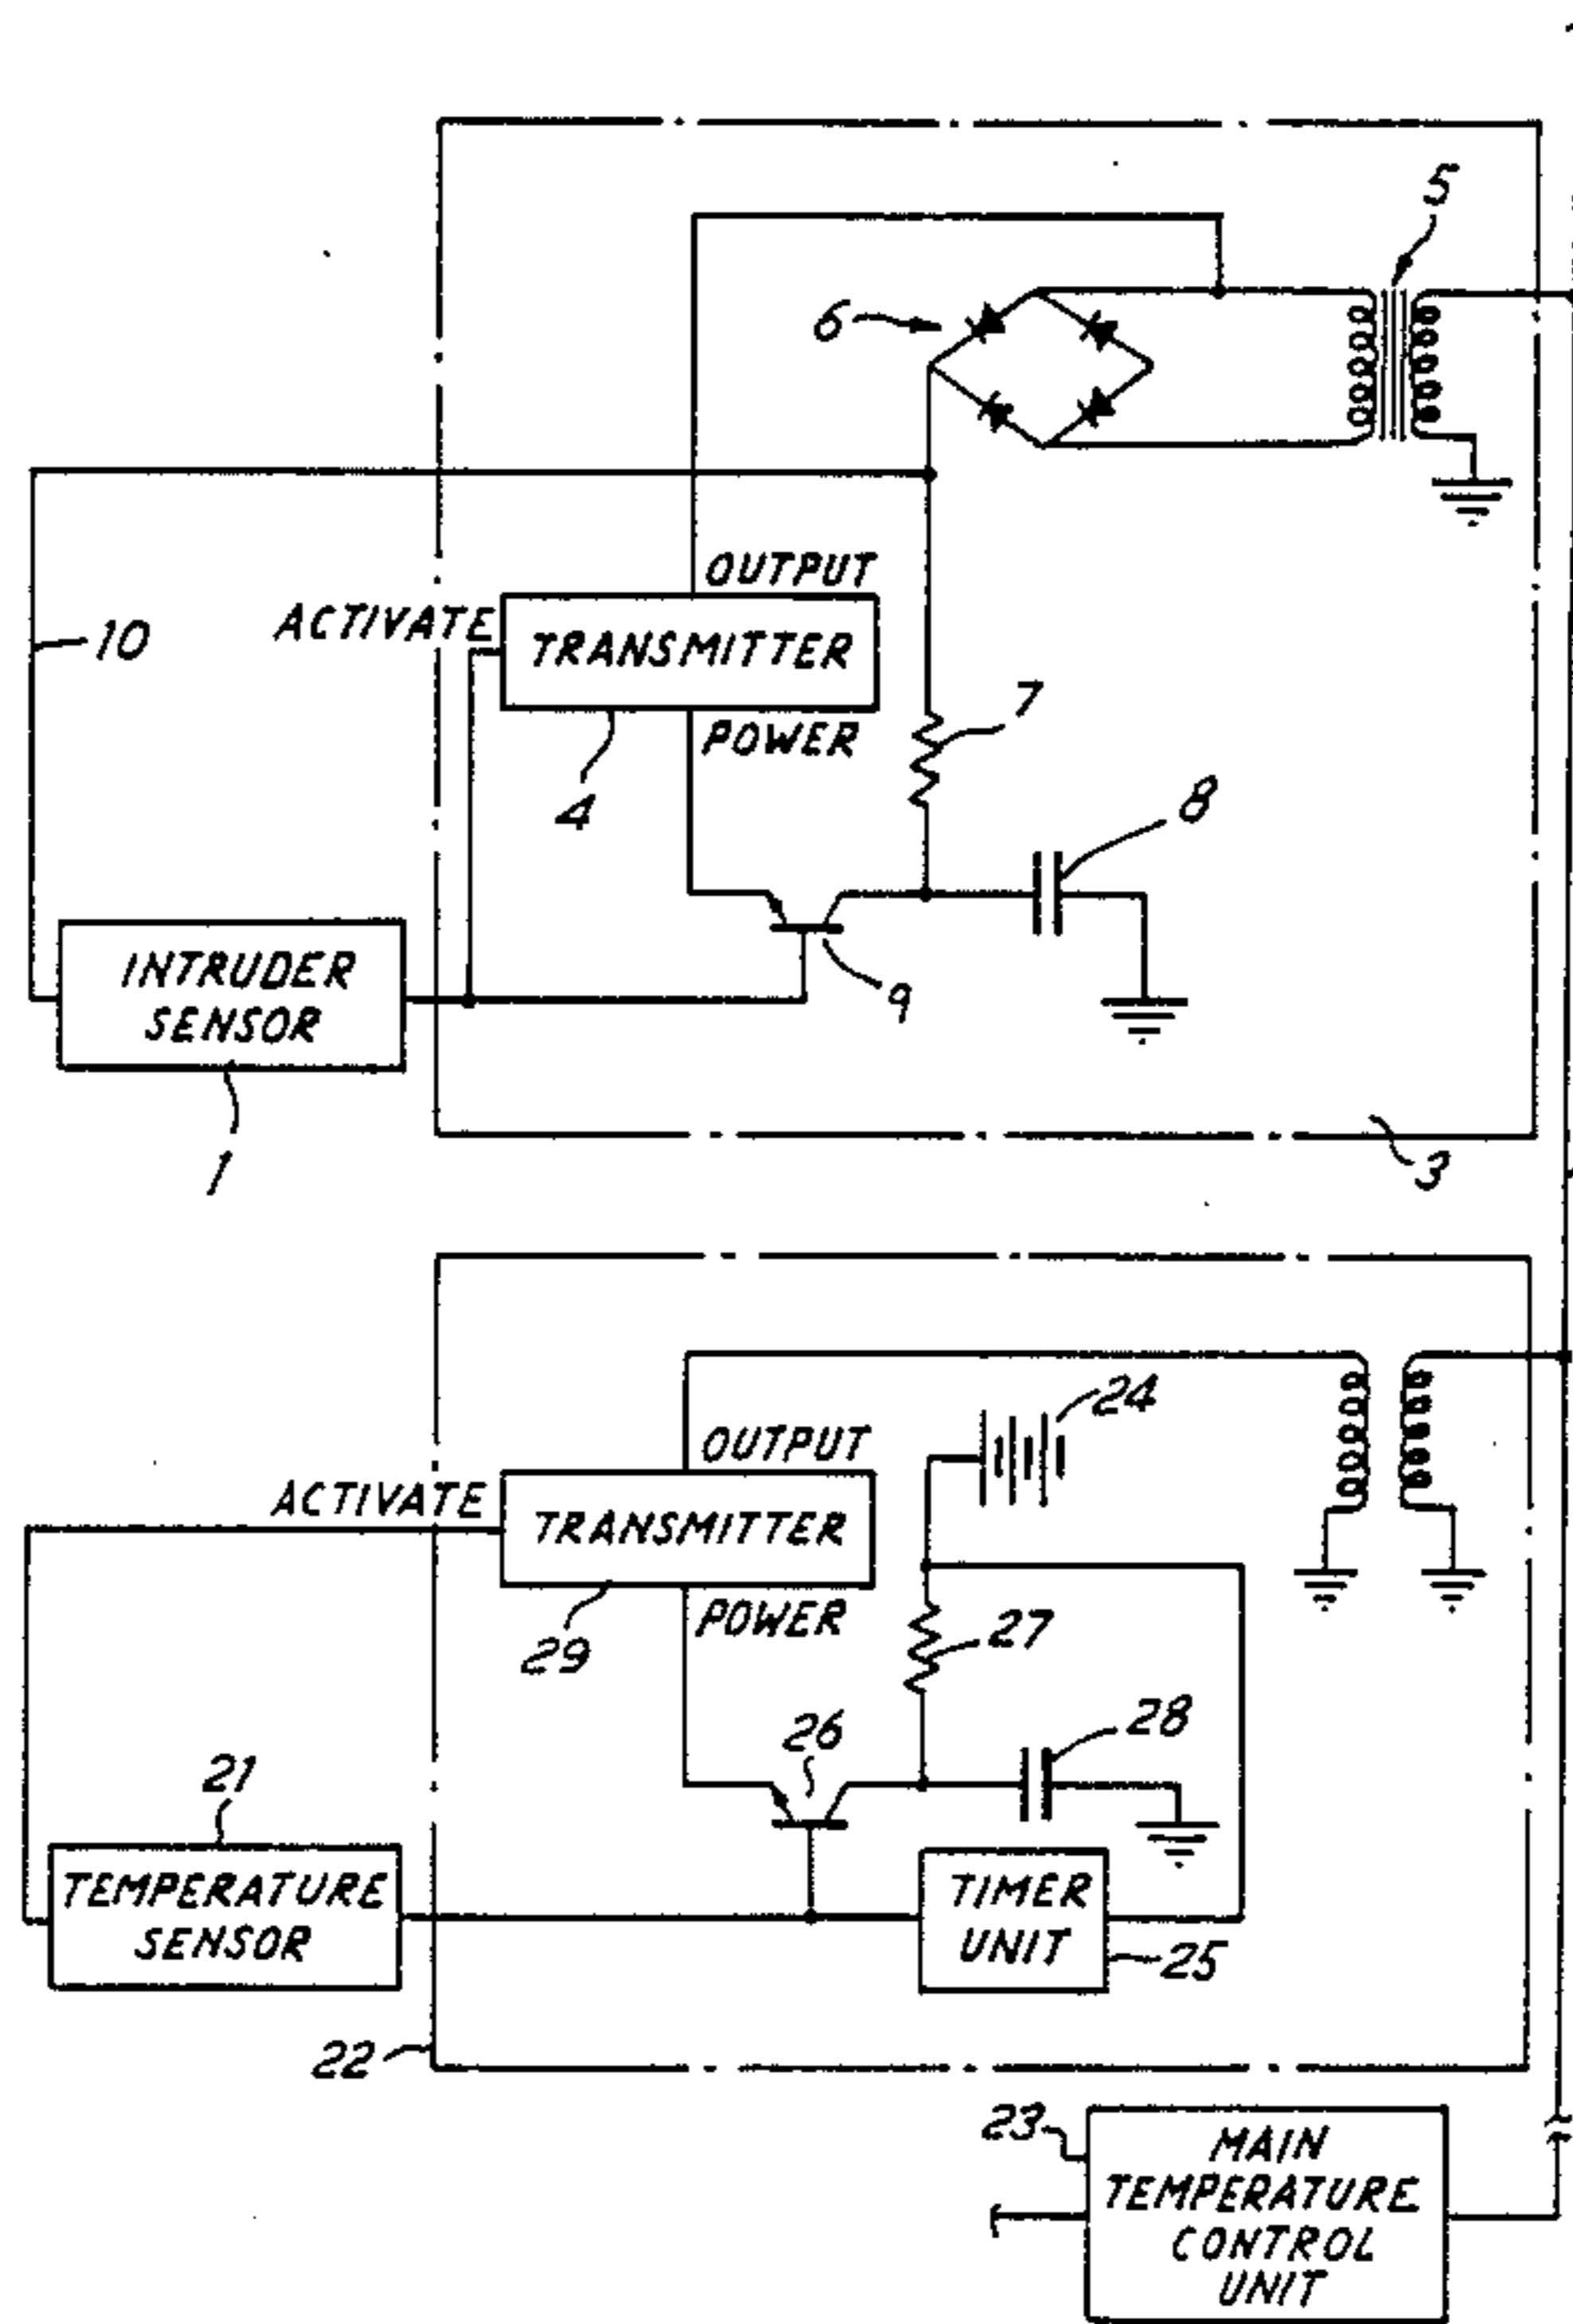 5
6
10
OUTPUT
ACTIVATE
TRANSMITTER
POWER
4
7
8
9
INTRUDER
SENSOR
1
3
24
OUTPUT
ACTIVATE
TRANSMITTER
POWER
29
27
26
28
21
TEMPERATURE
SENSOR
TIMER
UNIT
25
22
23
MAIN
TEMPERATURE
CONTROL
UNIT